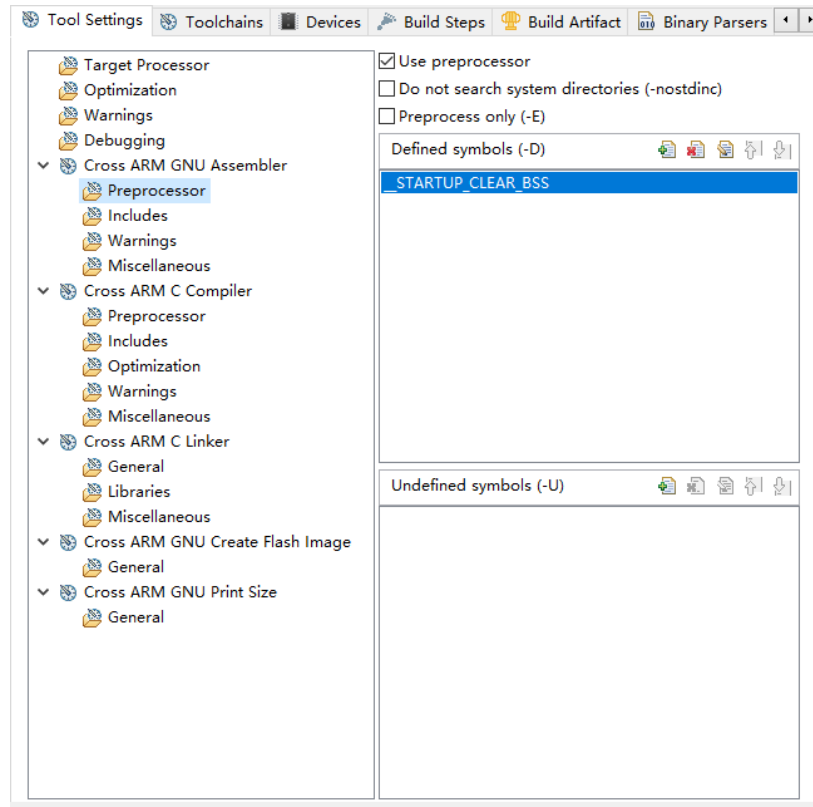 Tool Settings Toolchains Devices Build Steps Build Artifact Binary Parsers
Target Processor
Optimization
Warnings
Debugging
Cross ARM GNU Assembler
Preprocessor
Includes
Warnings
Miscellaneous
Cross ARM C Compiler
Preprocessor
Includes
Optimization
Warnings
Miscellaneous
Cross ARM C Linker
General
Libraries
Miscellaneous
Cross ARM GNU Create Flash Image
General
Cross ARM GNU Print Size
General
Use preprocessor
Do not search system directories (-nostdinc)
Preprocess only (-E)
Defined symbols (-D)
__STARTUP_CLEAR_BSS
Undefined symbols (-U)